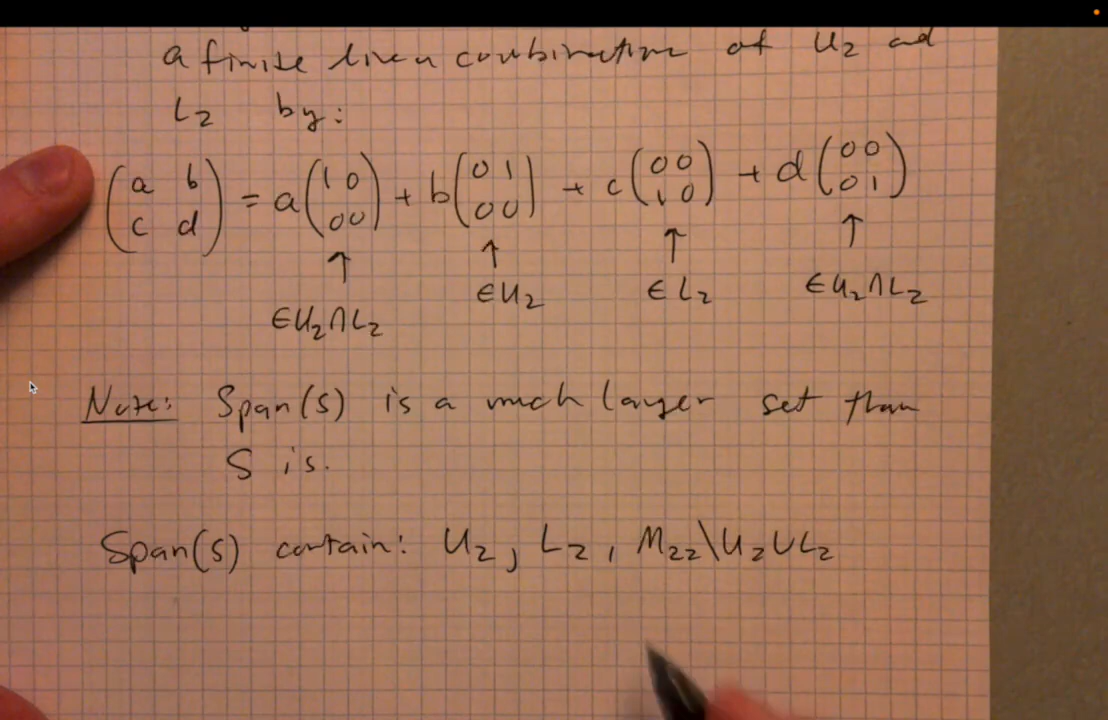 a finite linear combination of U₂ and
L₂ by:
(a b; c d) = a(1 0; 0 0) + b(0 1; 0 0) + c(0 0; 1 0) + d(0 0; 0 1)
↑ ↑ ↑ ↑
∈U₂∩L₂ ∈U₂ ∈L₂ ∈U₂∩L₂
Note: Span(S) is a much larger set than
S is.
Span(S) contain: U₂, L₂, M₂₂\U₂∪L₂